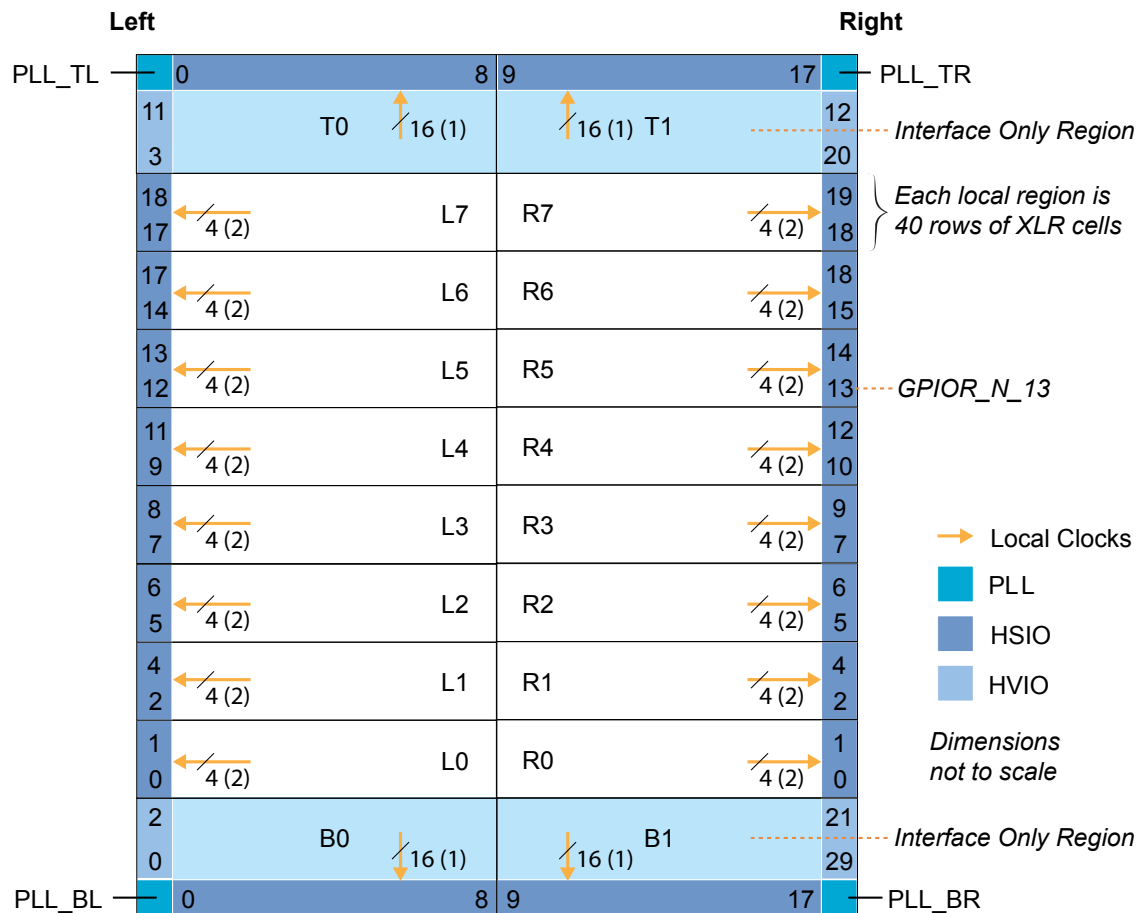 Left Right
PLL_TL 0 8 9 17 PLL_TR
11 T0 16 (1) 16 (1) T1 12 Interface Only Region
3 20
18 L7 R7 19 Each local region is
17 4 (2) 4 (2) 18 40 rows of XLR cells
17 L6 R6 18
14 4 (2) 4 (2) 15
13 L5 R5 14
12 4 (2) 4 (2) 13 GPIOR_N_13
11 L4 R4 12
9 4 (2) 4 (2) 10
8 L3 R3 9
7 4 (2) 4 (2) 7
Local Clocks
PLL
6 L2 R2 6
5 4 (2) 4 (2) 5
HSIO
4 L1 R1 4
2 4 (2) 4 (2) 2
HVIO
1 L0 R0 1
0 4 (2) 4 (2) 0
Dimensions
not to scale
2 B0 16 (1) 16 (1) B1 21 Interface Only Region
0 29
PLL_BL 0 8 9 17 PLL_BR